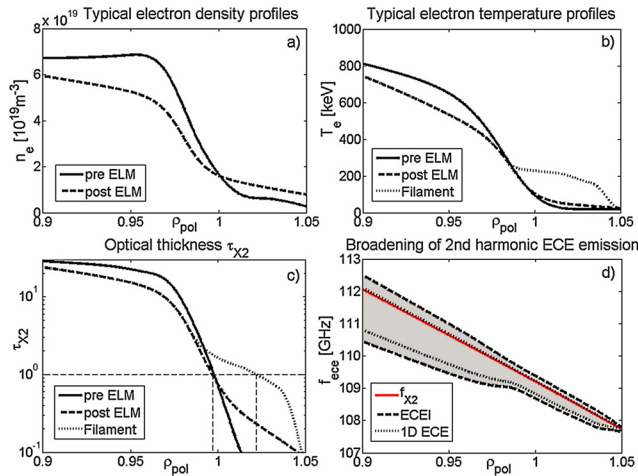 Typical electron density profiles
x 10^19
a)
8
6
4
2
0
n_e [10^19 m^-3]
pre ELM
post ELM
0.9 0.95 1 1.05
ρ_pol
Typical electron temperature profiles
b)
1000
800
600
400
200
0
T_e [keV]
pre ELM
post ELM
Filament
0.9 0.95 1 1.05
ρ_pol
Optical thickness τ_X2
c)
10^1
10^0
10^-1
τ_X2
pre ELM
post ELM
Filament
0.9 0.95 1 1.05
ρ_pol
Broadening of 2nd harmonic ECE emission
d)
113
112
111
110
109
108
107
f_ece [GHz]
f_X2
ECEI
1D ECE
0.9 0.95 1 1.05
ρ_pol